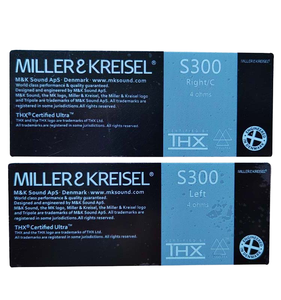 MILLER & KREISEL®
M&K Sound ApS · Denmark · www.mksound.com
World class performance & quality guaranteed.
Designed and engineered by M&K Sound ApS.
M&K Sound, the MK logo, Miller & Kreisel, the Miller & Kreisel logo
and Tripole are trademarks of M&K Sound ApS. All trademarks are
registered in some jurisdictions. All rights reserved.
THX® Certified Ultra™
THX and the THX logo are trademarks of THX Ltd.
All trademarks are registered in some jurisdictions. All rights reserved.
S300
Right/C
4 ohms
THX
MILLER & KREISEL
MILLER & KREISEL®
M&K Sound ApS · Denmark · www.mksound.com
World class performance & quality guaranteed.
Designed and engineered by M&K Sound ApS.
M&K Sound, the MK logo, Miller & Kreisel, the Miller & Kreisel logo
and Tripole are trademarks of M&K Sound ApS. All trademarks are
registered in some jurisdictions. All rights reserved.
THX® Certified Ultra™
THX and the THX logo are trademarks of THX Ltd.
All trademarks are registered in some jurisdictions. All rights reserved.
S300
Left
4 ohms
THX
MILLER & KREISEL